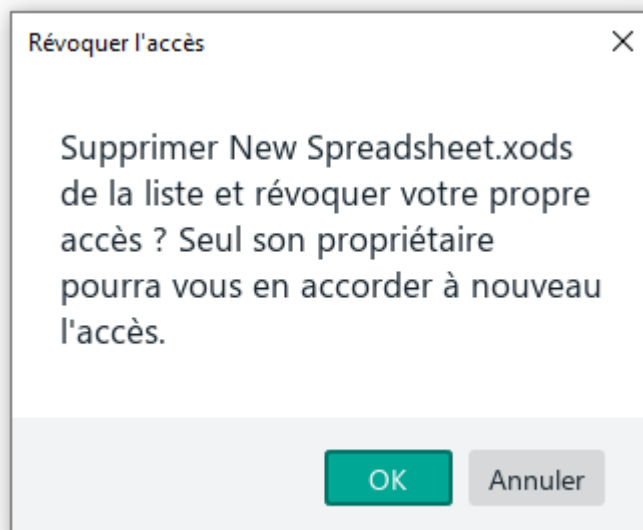 Révoquer l'accès
Supprimer New Spreadsheet.xods
de la liste et révoquer votre propre
accès ? Seul son propriétaire
pourra vous en accorder à nouveau
l'accès.
OK
Annuler